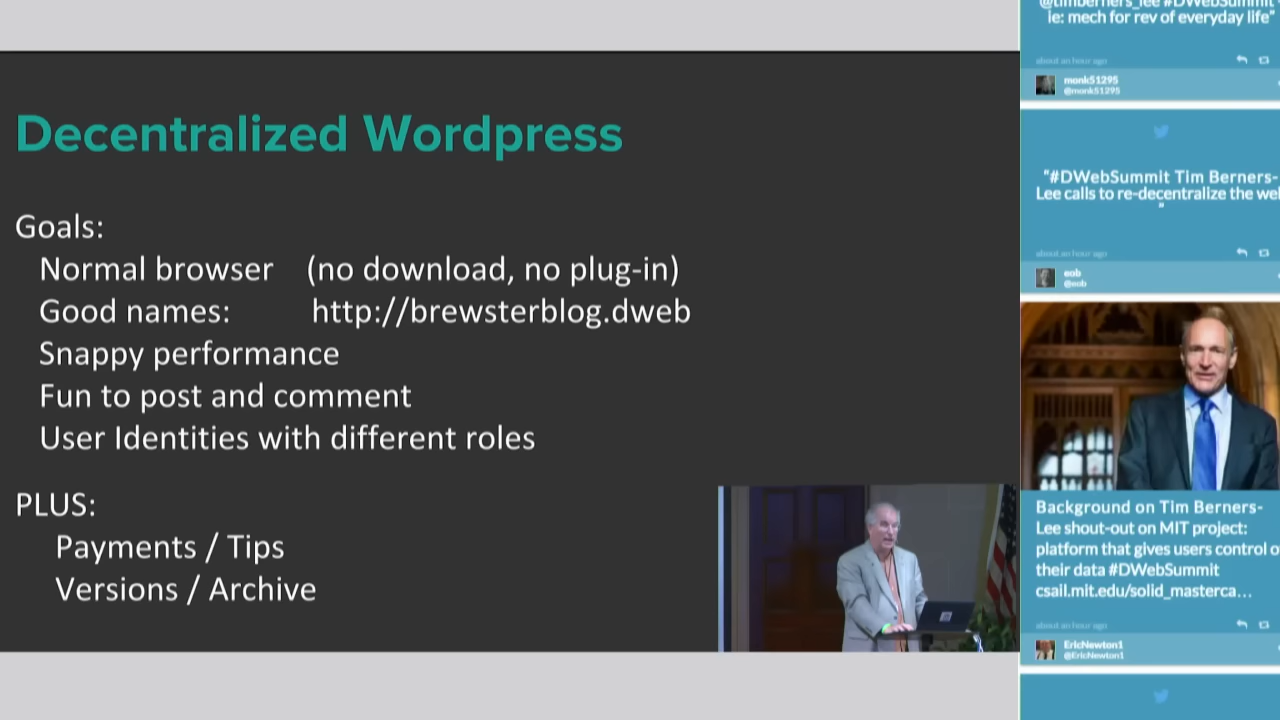 Decentralized Wordpress
Goals:
Normal browser (no download, no plug-in)
Good names: http://brewsterblog.dweb
Snappy performance
Fun to post and comment
User Identities with different roles
PLUS:
Payments / Tips
Versions / Archive
@timberners_lee #DWebSummit -
ie: mech for rev of everyday life"
about an hour ago
monk51295
@monk51295
"#DWebSummit Tim Berners-
Lee calls to re-decentralize the we
"
about an hour ago
eob
@eob
Background on Tim Berners-
Lee shout-out on MIT project:
platform that gives users control o
their data #DWebSummit
csail.mit.edu/solid_masterca...
about an hour ago
EricNewton1
@EricNewton1